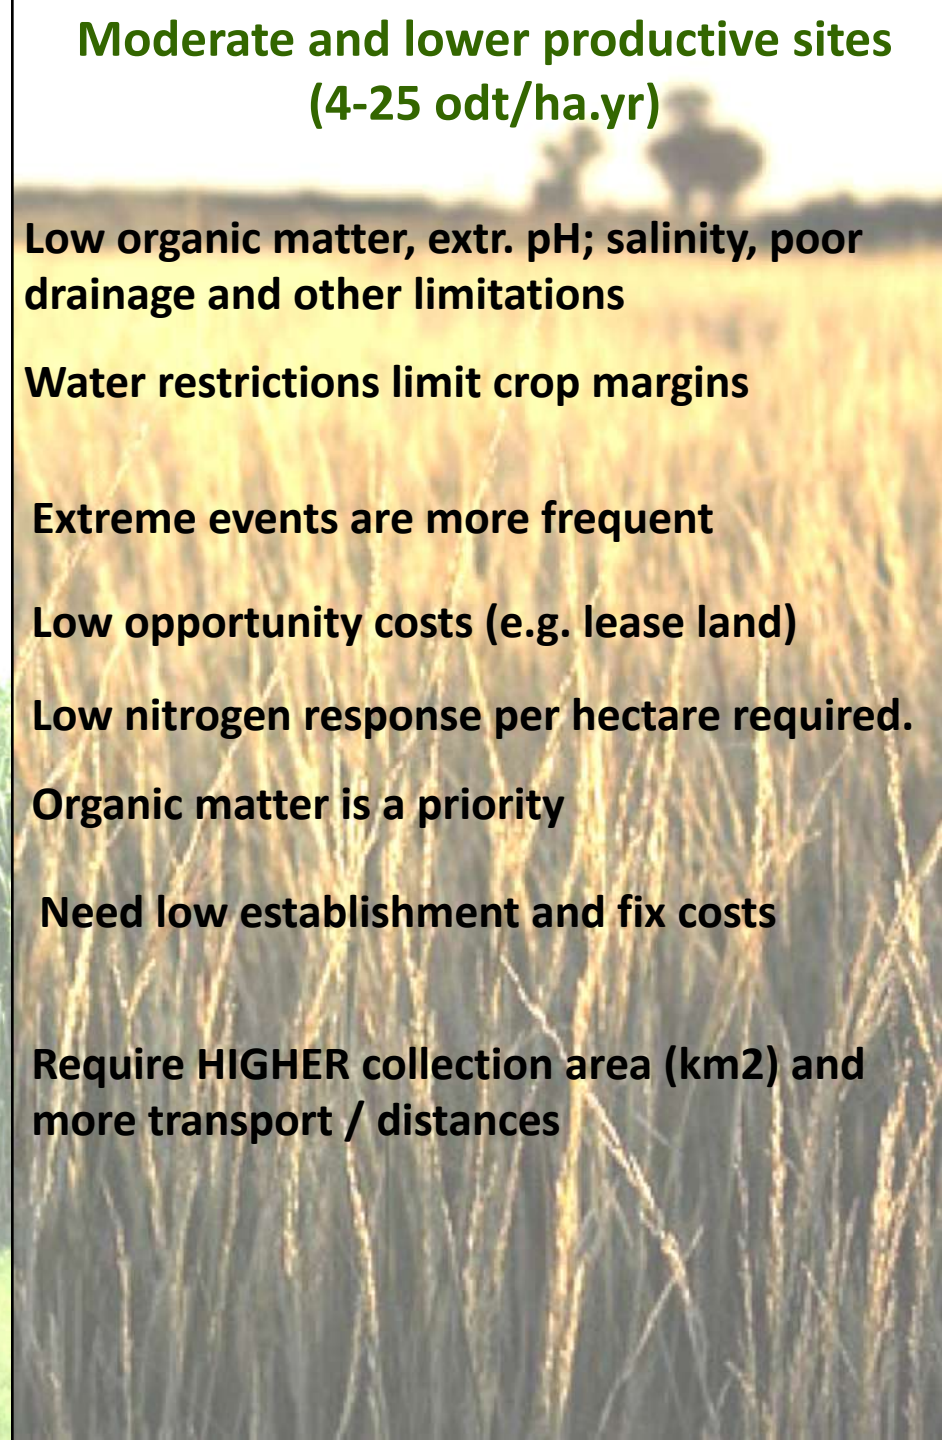 Moderate and lower productive sites
(4-25 odt/ha.yr)
Low organic matter, extr. pH; salinity, poor
drainage and other limitations
Water restrictions limit crop margins
Extreme events are more frequent
Low opportunity costs (e.g. lease land)
Low nitrogen response per hectare required.
Organic matter is a priority
Need low establishment and fix costs
Require HIGHER collection area (km2) and
more transport / distances